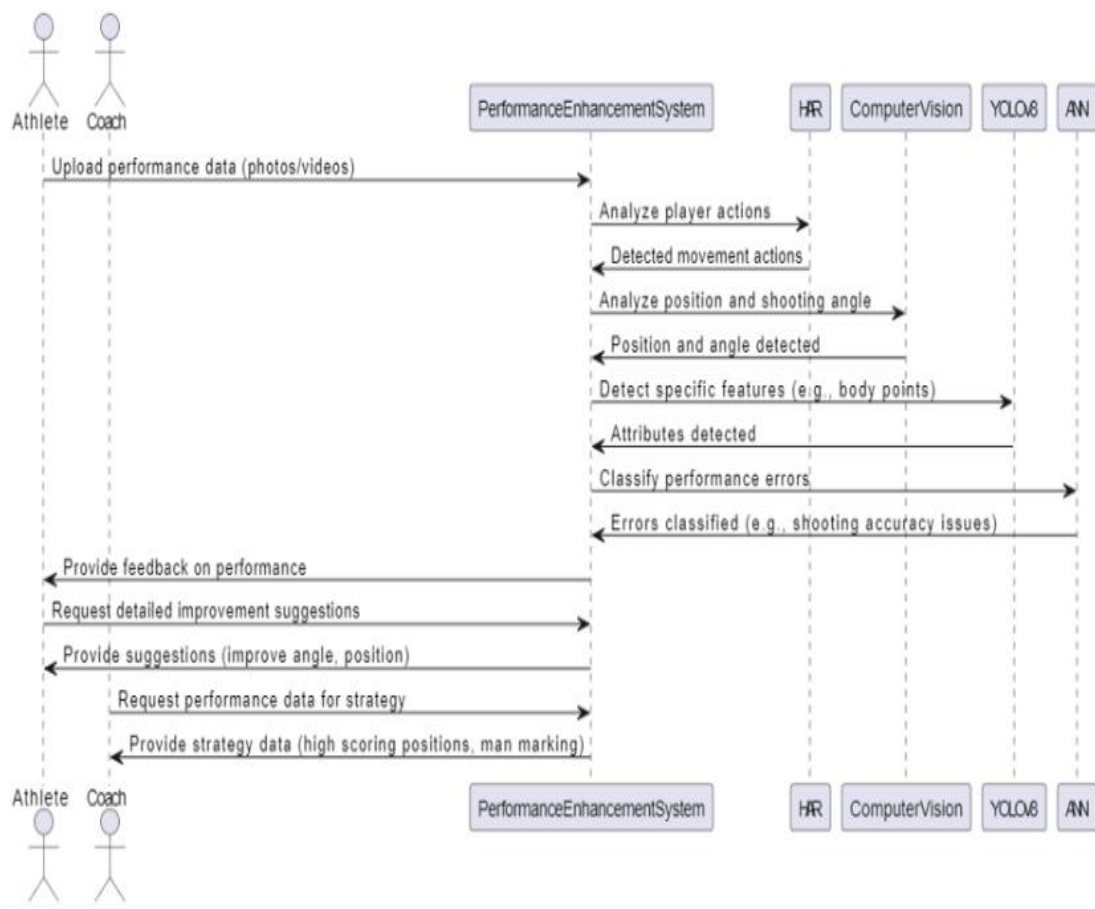 Athlete Coach PerformanceEnhancementSystem HAR ComputerVision YOLOv8 ANN
Upload performance data (photos/videos)
Analyze player actions
Detected movement actions
Analyze position and shooting angle
Position and angle detected
Detect specific features (e.g., body points)
Attributes detected
Classify performance errors
Errors classified (e.g., shooting accuracy issues)
Provide feedback on performance
Request detailed improvement suggestions
Provide suggestions (improve angle, position)
Request performance data for strategy
Provide strategy data (high scoring positions, man marking)
Athlete Coach PerformanceEnhancementSystem HAR ComputerVision YOLOv8 ANN